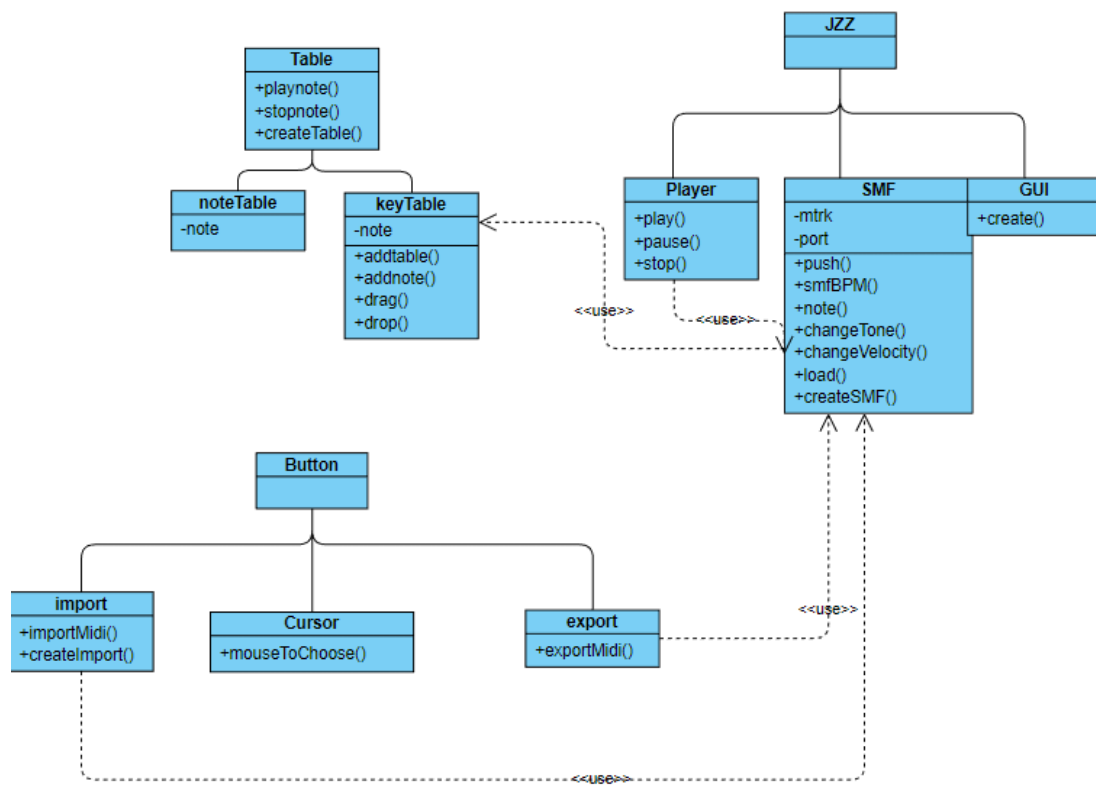 JZZ
Table
+playnote()
+stopnote()
+createTable()
noteTable
-note
keyTable
-note
+addtable()
+addnote()
+drag()
+drop()
Player
+play()
+pause()
+stop()
SMF
-mtrk
-port
+push()
+smfBPM()
+note()
+changeTone()
+changeVelocity()
+load()
+createSMF()
GUI
+create()
<<use>>
<<use>>
Button
import
+importMidi()
+createImport()
Cursor
+mouseToChoose()
export
+exportMidi()
<<use>>
<<use>>